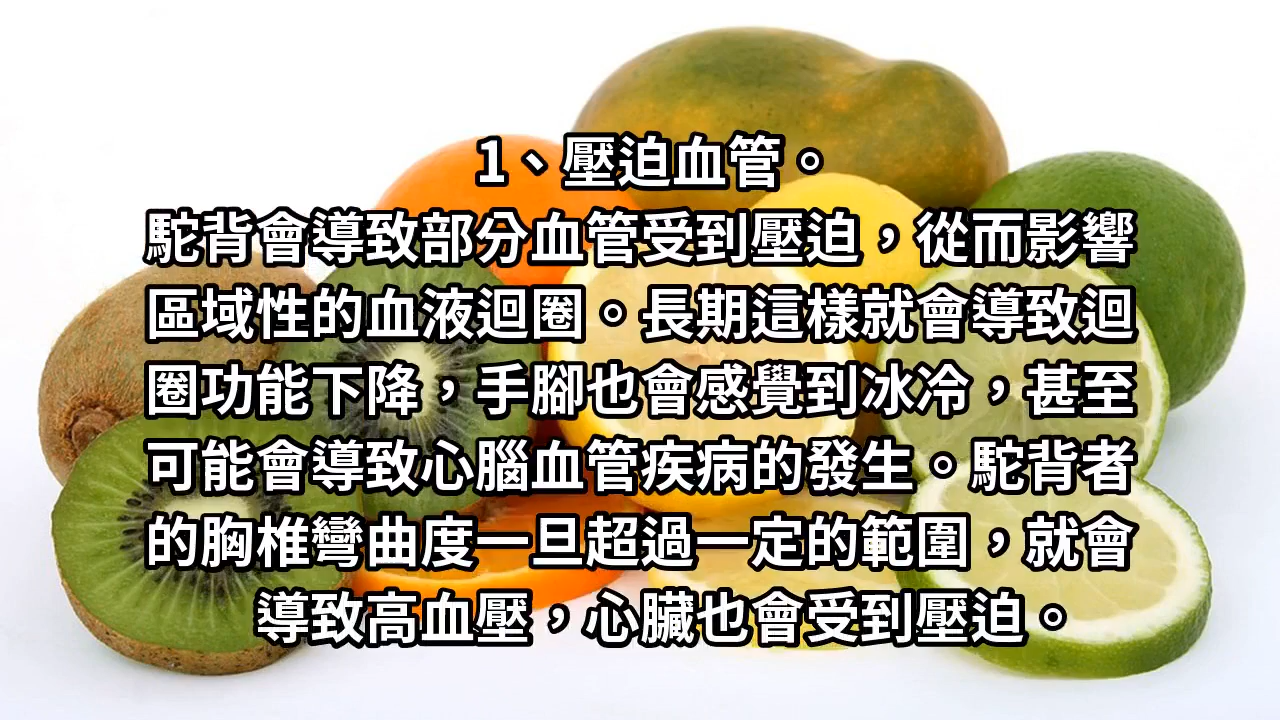 1、壓迫血管。
駝背會導致部分血管受到壓迫，從而影響
區域性的血液迴圈。長期這樣就會導致迴
圈功能下降，手腳也會感覺到冰冷，甚至
可能會導致心腦血管疾病的發生。駝背者
的胸椎彎曲度一旦超過一定的範圍，就會
導致高血壓，心臟也會受到壓迫。